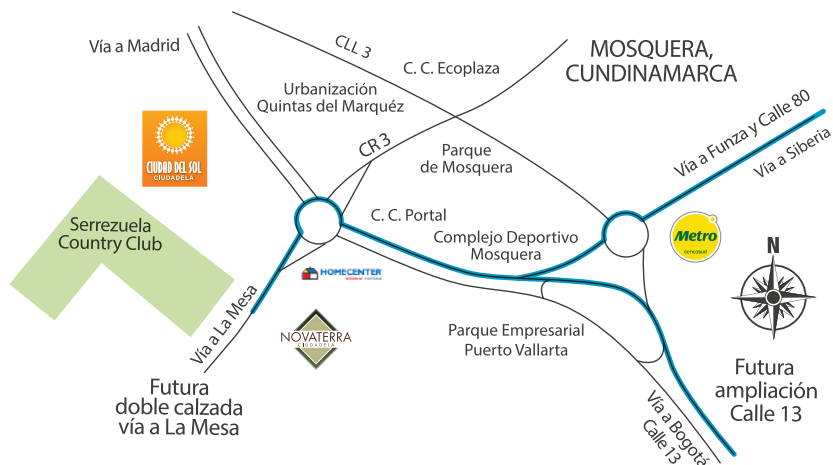 Vía a Madrid
CLL 3
C. C. Ecoplaza
MOSQUERA,
CUNDINAMARCA
Urbanización
Quintas del Marquéz
Vía a Funza y Calle 80
Vía a Siberia
CIUDAD DEL SOL
CIUDADELA
CR 3
Parque
de Mosquera
Serrezuela
Country Club
C. C. Portal
Complejo Deportivo
Mosquera
Metro
cencosud
N
HOMECENTER
Vía a La Mesa
NOVATERRA
CIUDADELA
Parque Empresarial
Puerto Vallarta
Futura
doble calzada
vía a La Mesa
Futura
ampliación
Calle 13
Vía a Bogotá
Calle 13